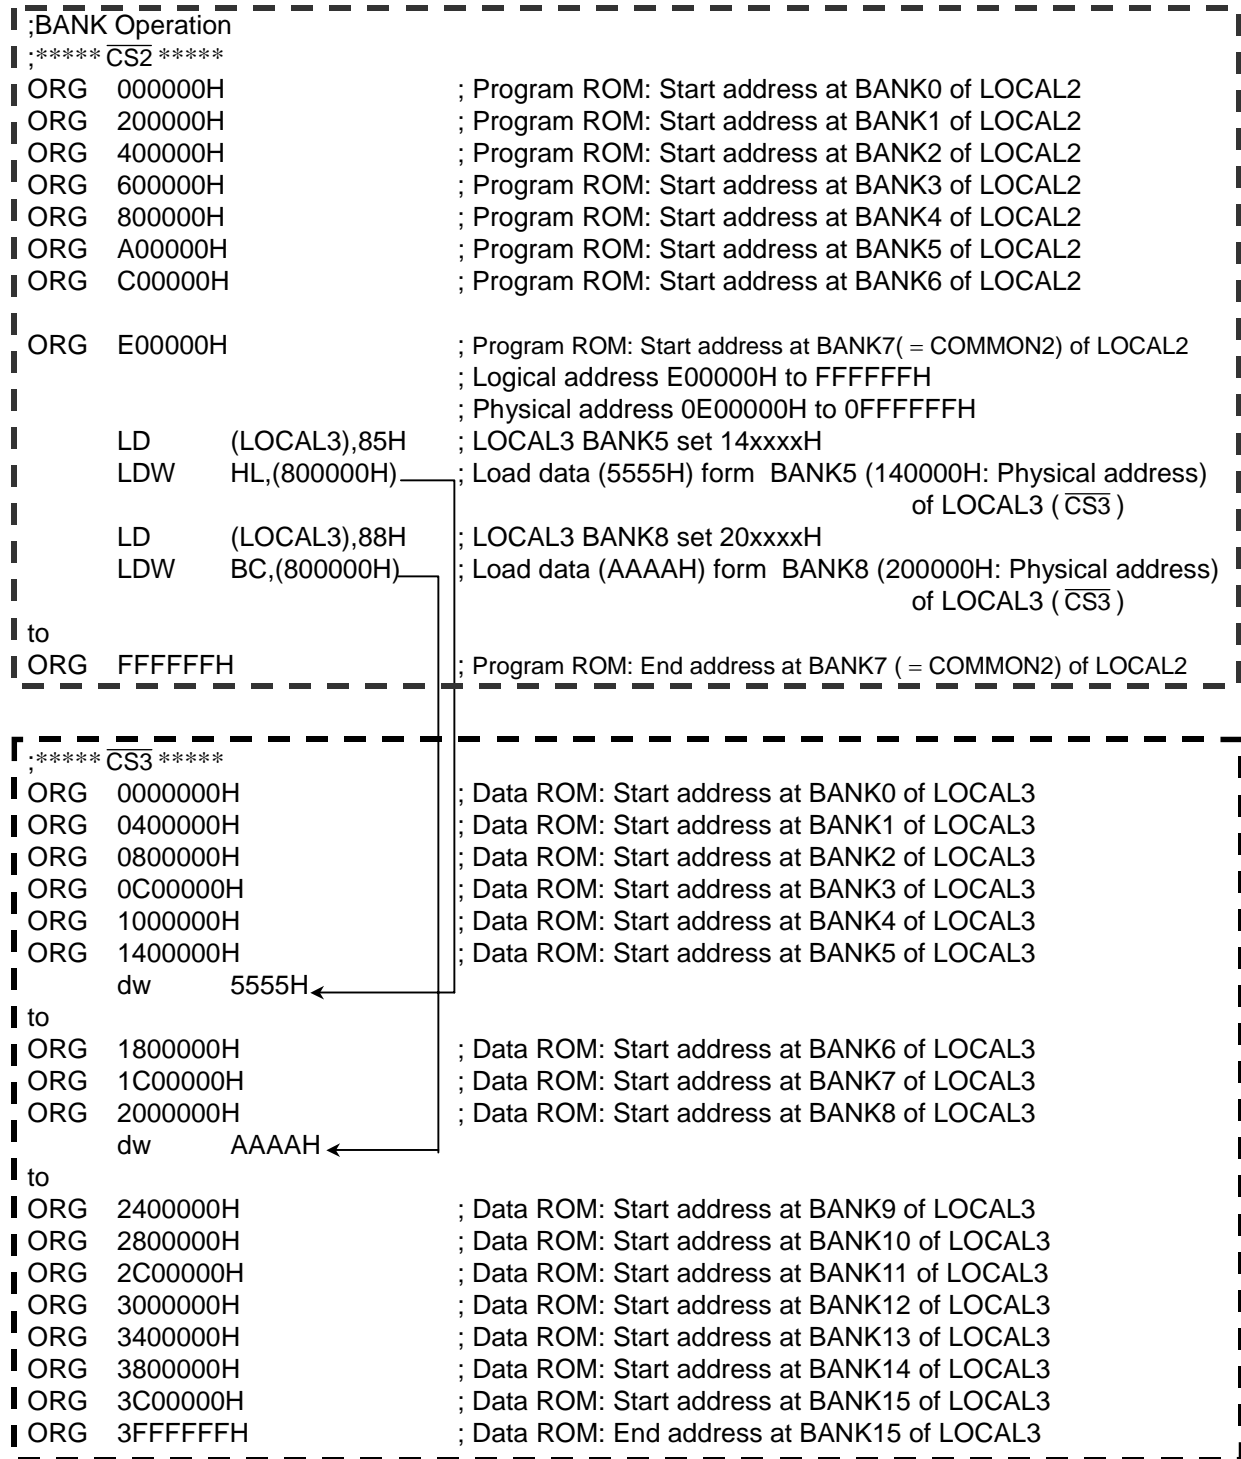 ;BANK Operation
;***** CS2 *****
ORG 000000H ; Program ROM: Start address at BANK0 of LOCAL2
ORG 200000H ; Program ROM: Start address at BANK1 of LOCAL2
ORG 400000H ; Program ROM: Start address at BANK2 of LOCAL2
ORG 600000H ; Program ROM: Start address at BANK3 of LOCAL2
ORG 800000H ; Program ROM: Start address at BANK4 of LOCAL2
ORG A00000H ; Program ROM: Start address at BANK5 of LOCAL2
ORG C00000H ; Program ROM: Start address at BANK6 of LOCAL2
ORG E00000H ; Program ROM: Start address at BANK7( = COMMON2) of LOCAL2
; Logical address E00000H to FFFFFFH
; Physical address 0E00000H to 0FFFFFFH
LD (LOCAL3),85H ; LOCAL3 BANK5 set 14xxxxH
LDW HL,(800000H) ; Load data (5555H) form BANK5 (140000H: Physical address)
of LOCAL3 ( CS3 )
LD (LOCAL3),88H ; LOCAL3 BANK8 set 20xxxxH
LDW BC,(800000H) ; Load data (AAAAH) form BANK8 (200000H: Physical address)
of LOCAL3 ( CS3 )
to
ORG FFFFFFH ; Program ROM: End address at BANK7 ( = COMMON2) of LOCAL2
;***** CS3 *****
ORG 0000000H ; Data ROM: Start address at BANK0 of LOCAL3
ORG 0400000H ; Data ROM: Start address at BANK1 of LOCAL3
ORG 0800000H ; Data ROM: Start address at BANK2 of LOCAL3
ORG 0C00000H ; Data ROM: Start address at BANK3 of LOCAL3
ORG 1000000H ; Data ROM: Start address at BANK4 of LOCAL3
ORG 1400000H ; Data ROM: Start address at BANK5 of LOCAL3
dw 5555H
to
ORG 1800000H ; Data ROM: Start address at BANK6 of LOCAL3
ORG 1C00000H ; Data ROM: Start address at BANK7 of LOCAL3
ORG 2000000H ; Data ROM: Start address at BANK8 of LOCAL3
dw AAAAH
to
ORG 2400000H ; Data ROM: Start address at BANK9 of LOCAL3
ORG 2800000H ; Data ROM: Start address at BANK10 of LOCAL3
ORG 2C00000H ; Data ROM: Start address at BANK11 of LOCAL3
ORG 3000000H ; Data ROM: Start address at BANK12 of LOCAL3
ORG 3400000H ; Data ROM: Start address at BANK13 of LOCAL3
ORG 3800000H ; Data ROM: Start address at BANK14 of LOCAL3
ORG 3C00000H ; Data ROM: Start address at BANK15 of LOCAL3
ORG 3FFFFFFH ; Data ROM: End address at BANK15 of LOCAL3